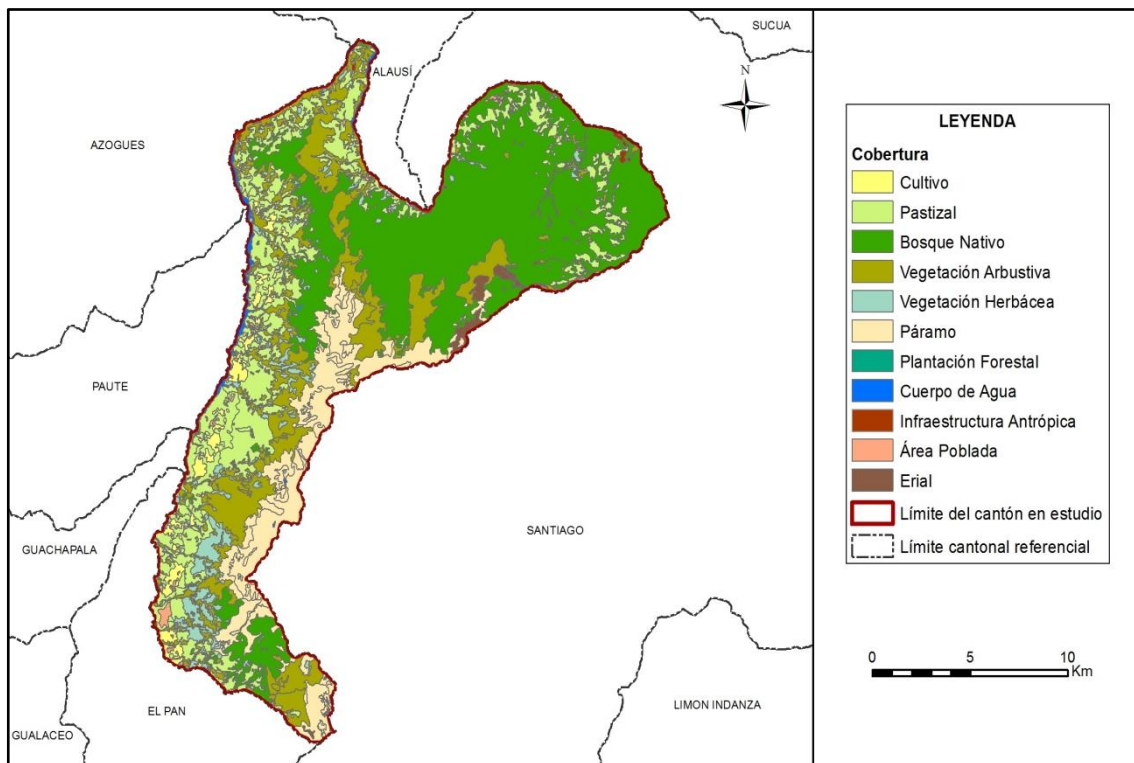 SUCUA
N
ALAUSÍ
AZOGUES
PAUTE
GUACHAPALA
SANTIAGO
EL PAN
LIMON INDANZA
GUALACEO
LEYENDA
Cobertura
Cultivo
Pastizal
Bosque Nativo
Vegetación Arbustiva
Vegetación Herbácea
Páramo
Plantación Forestal
Cuerpo de Agua
Infraestructura Antrópica
Área Poblada
Erial
Límite del cantón en estudio
Límite cantonal referencial
0 5 10
Km